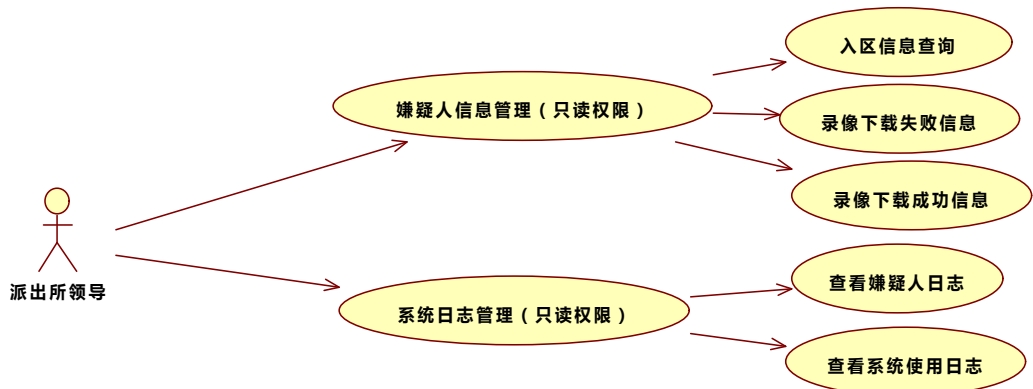 入区信息查询
嫌疑人信息管理（只读权限）
录像下载失败信息
录像下载成功信息
派出所领导
查看嫌疑人日志
系统日志管理（只读权限）
查看系统使用日志